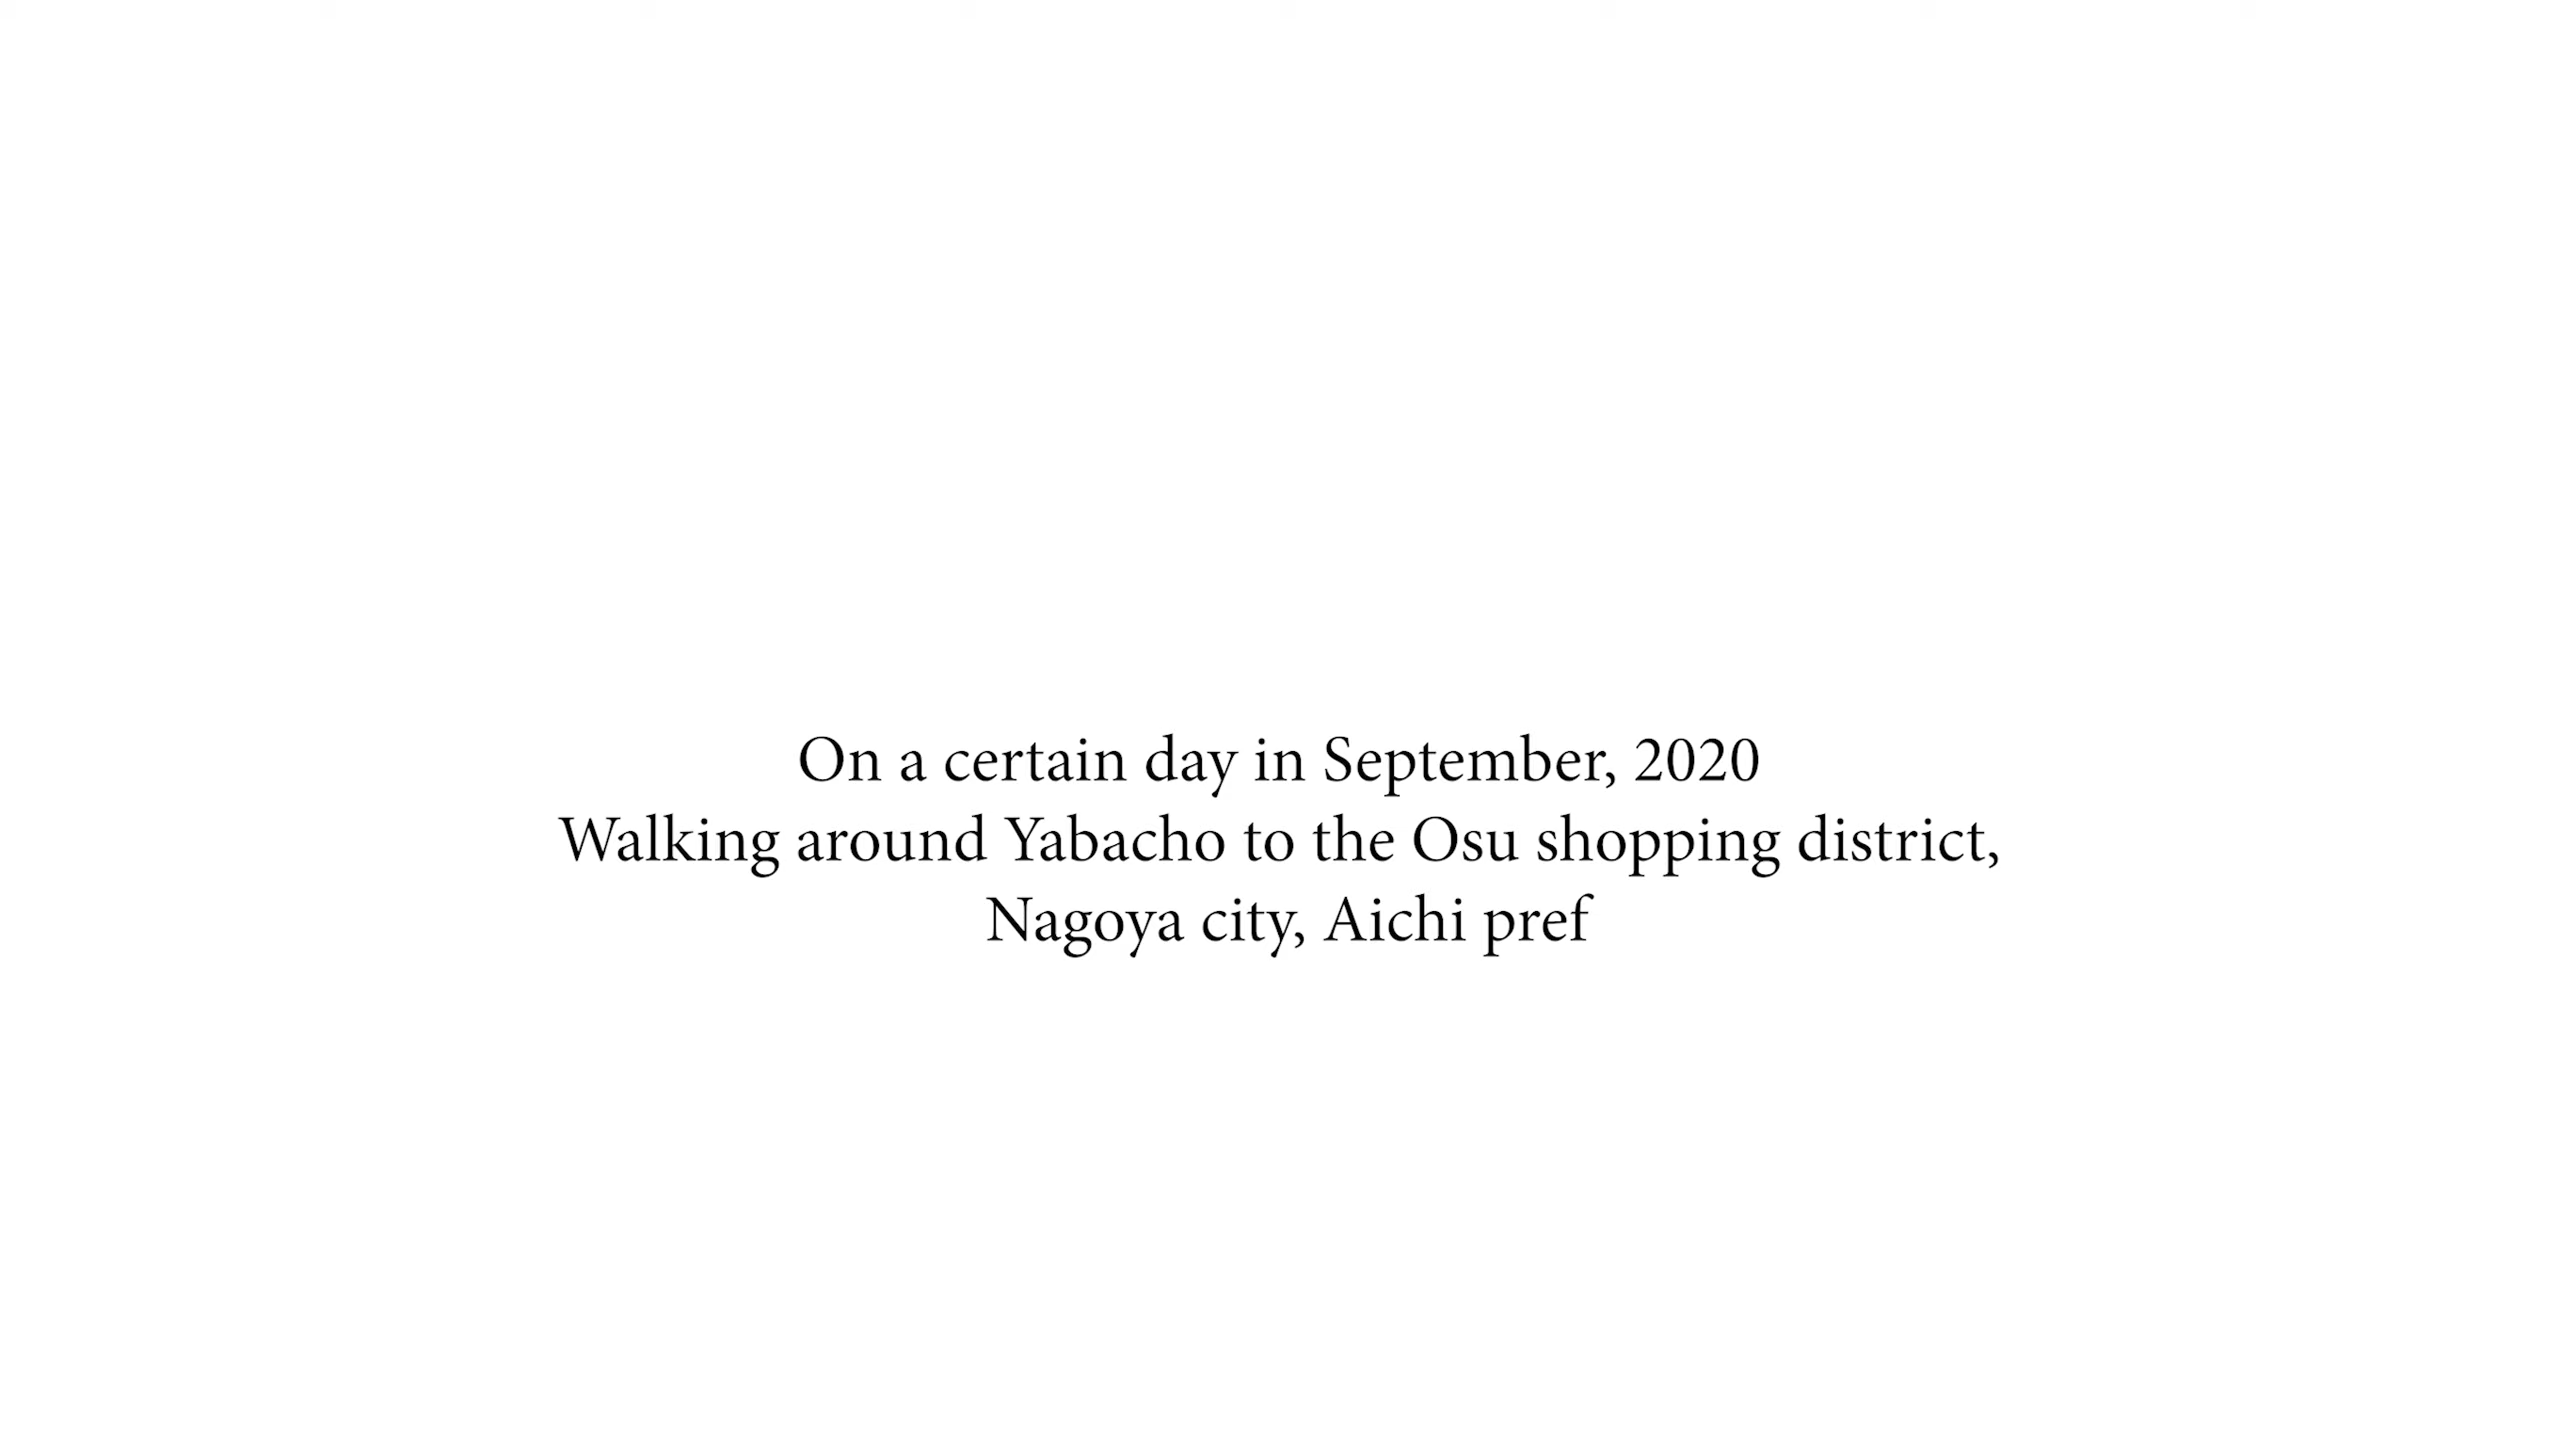 On a certain day in September, 2020
Walking around Yabacho to the Osu shopping district,
Nagoya city, Aichi pref